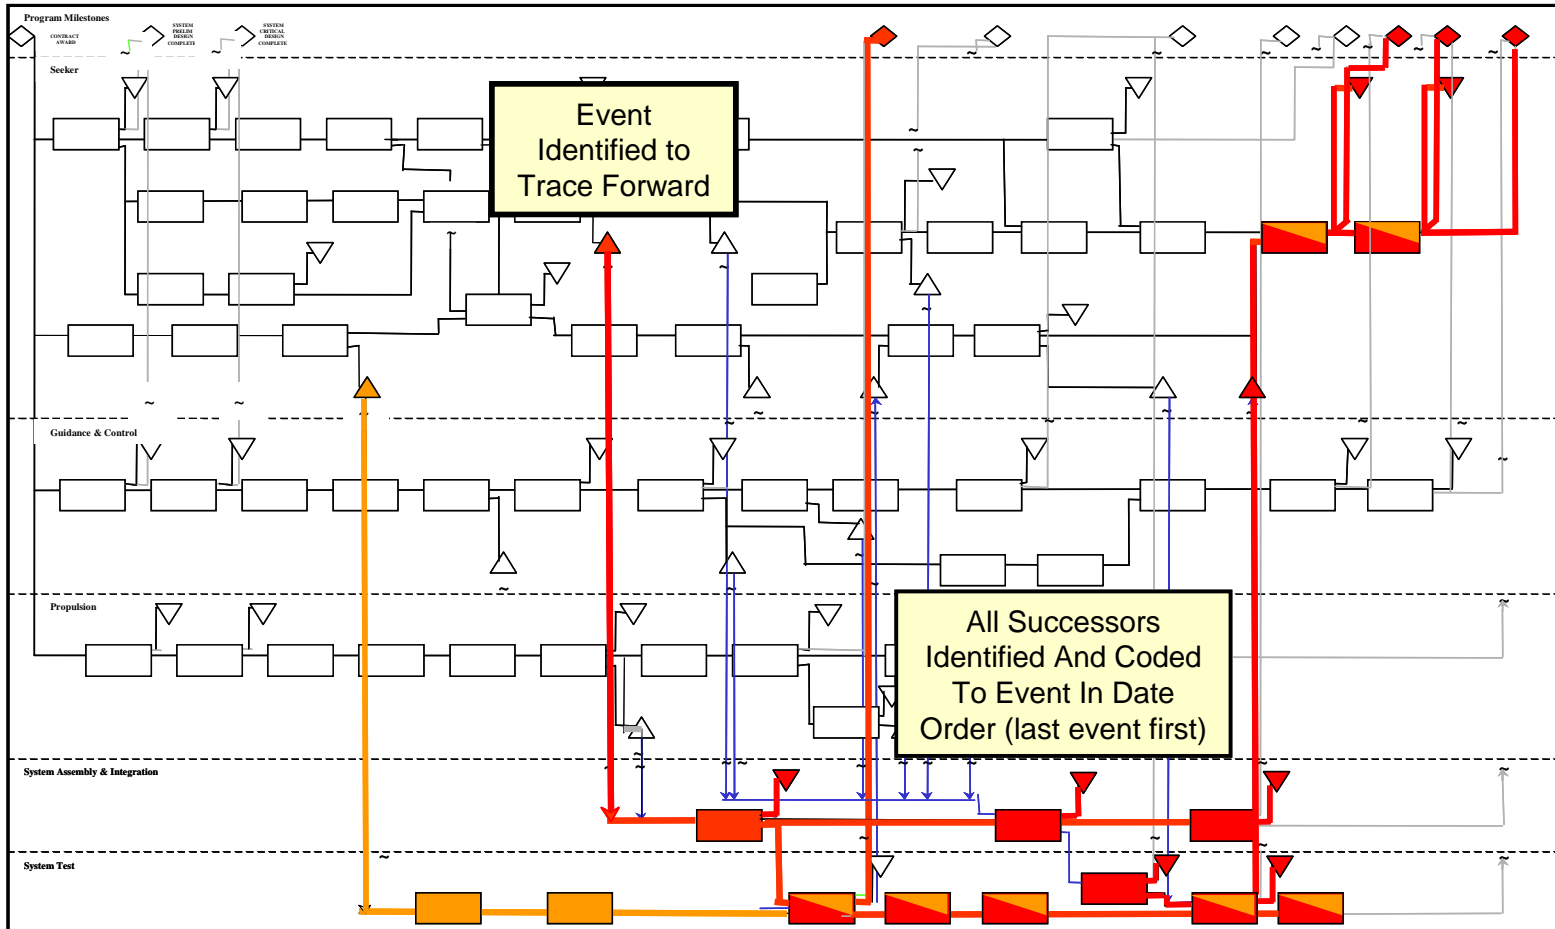 Program Milestones
CONTRACT
AWARD
SYSTEM
PRELIM
DESIGN
COMPLETE
SYSTEM
CRITICAL
DESIGN
COMPLETE
Seeker
Event
Identified to
Trace Forward
Guidance & Control
Propulsion
All Successors
Identified And Coded
To Event In Date
Order (last event first)
System Assembly & Integration
System Test